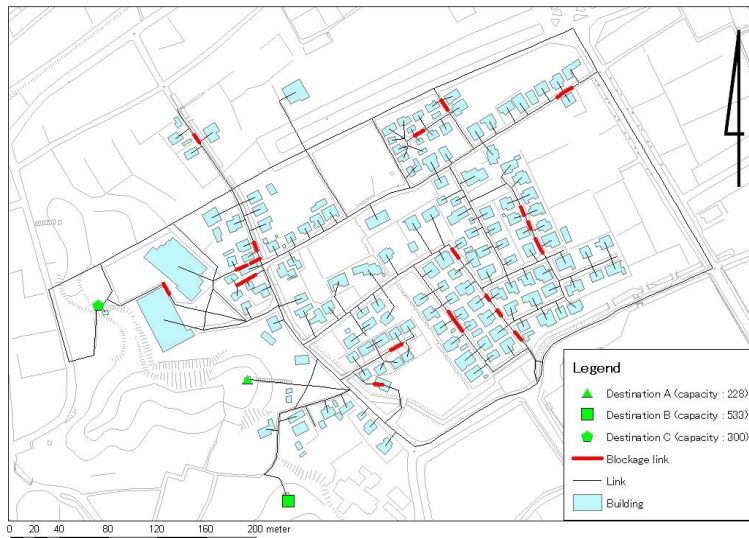 Legend
Destination A (capacity : 228)
Destination B (capacity : 533)
Destination C (capacity : 300)
Blockage link
Link
Building
0 20 40 80 120 160 200 meter